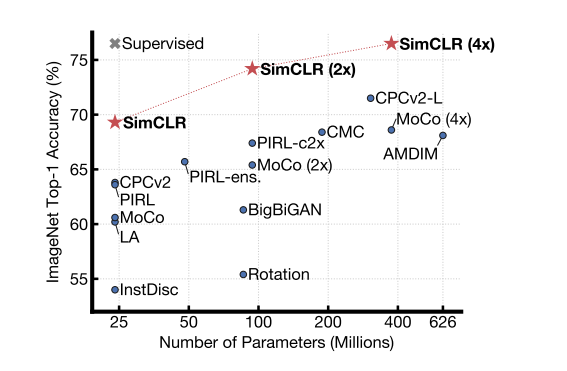 Supervised
SimCLR (4x)
SimCLR (2x)
SimCLR
CPCv2-L
MoCo (4x)
CMC
PIRL-c2x
AMDIM
MoCo (2x)
PIRL-ens.
CPCv2
PIRL
BigBiGAN
MoCo
LA
Rotation
InstDisc
75
70
65
60
55
ImageNet Top-1 Accuracy (%)
25 50 100 200 400 626
Number of Parameters (Millions)